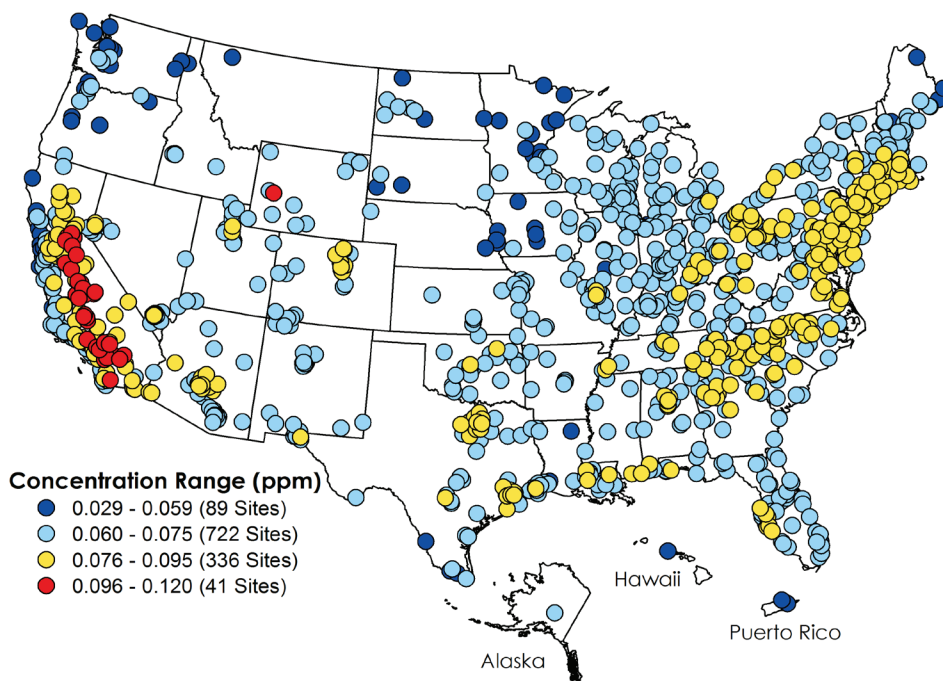 Concentration Range (ppm)
0.029 - 0.059 (89 Sites)
0.060 - 0.075 (722 Sites)
0.076 - 0.095 (336 Sites)
0.096 - 0.120 (41 Sites)
Hawaii
Puerto Rico
Alaska